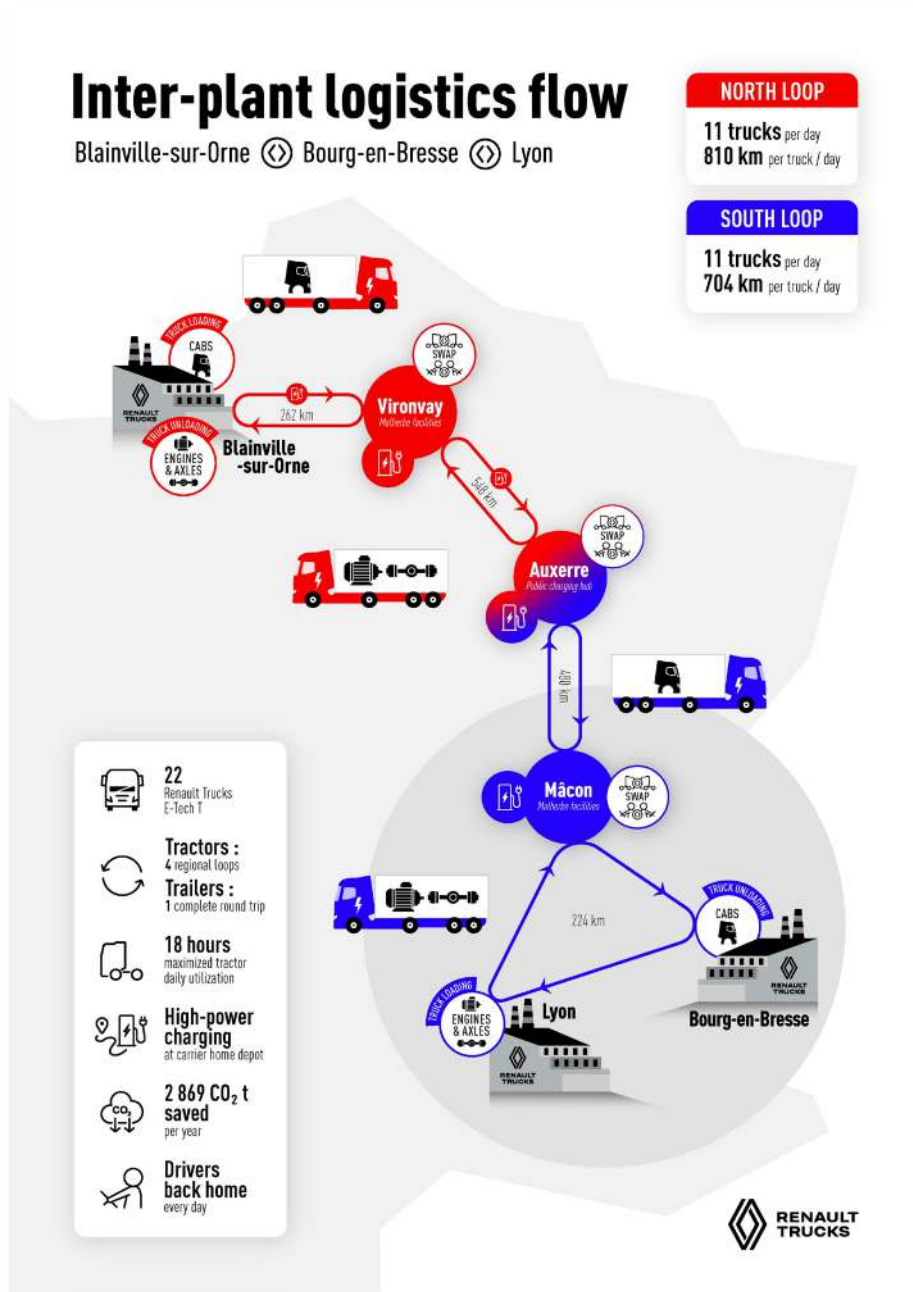 Inter-plant logistics flow
Blainville-sur-Orne <> Bourg-en-Bresse <> Lyon
NORTH LOOP
11 trucks per day
810 km per truck / day
SOUTH LOOP
11 trucks per day
704 km per truck / day
TRUCK LOADING
CABS
RENAULT
TRUCKS
TRUCK UNLOADING
ENGINES
& AXLES
Blainville
-sur-Orne
262 km
SWAP
Vironvay
Malherbe facilities
548 km
SWAP
Auxerre
Public charging hub
480 km
Mâcon
Malherbe facilities
SWAP
224 km
TRUCK UNLOADING
CABS
RENAULT
TRUCKS
Bourg-en-Bresse
TRUCK LOADING
ENGINES
& AXLES
Lyon
RENAULT
TRUCKS
22
Renault Trucks
E-Tech T
Tractors :
4 regional loops
Trailers :
1 complete round trip
18 hours
maximized tractor
daily utilization
High-power
charging
at carrier home depot
CO₂
2 869 CO₂ t
saved
per year
Drivers
back home
every day
RENAULT
TRUCKS